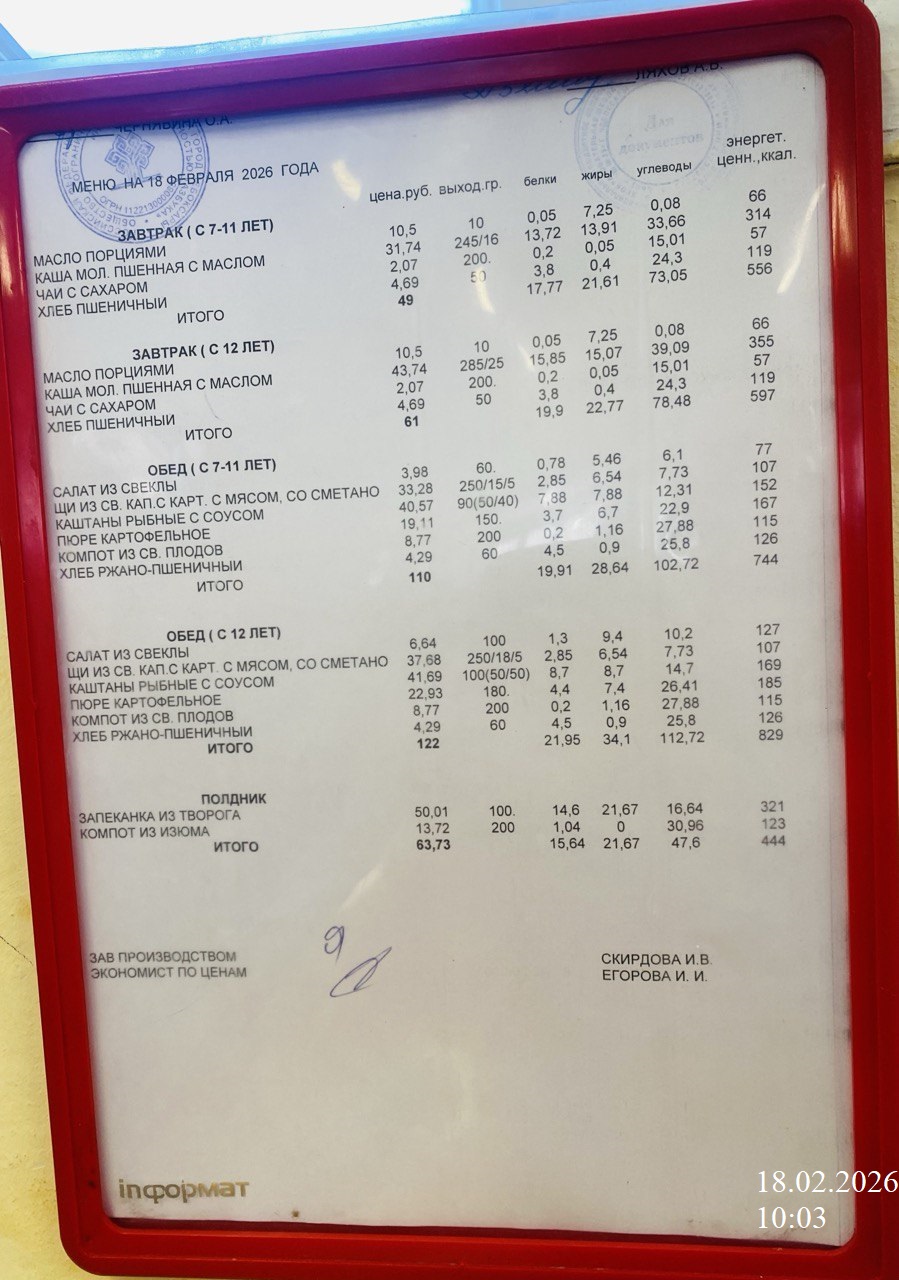 ЧЕРНЯВИНА О.А.
ЛЯХОВ А.В.
Для документов
МЕНЮ НА 18 ФЕВРАЛЯ 2026 ГОДА
цена.руб. выход.гр. белки жиры углеводы энергет. ценн.,ккал.
ЗАВТРАК ( С 7-11 ЛЕТ)
МАСЛО ПОРЦИЯМИ 10,5 10 0,05 7,25 0,08 66
КАША МОЛ. ПШЕННАЯ С МАСЛОМ 31,74 245/16 13,72 13,91 33,66 314
ЧАИ С САХАРОМ 2,07 200. 0,2 0,05 15,01 57
ХЛЕБ ПШЕНИЧНЫЙ 4,69 50 3,8 0,4 24,3 119
ИТОГО 49 17,77 21,61 73,05 556
ЗАВТРАК ( С 12 ЛЕТ)
МАСЛО ПОРЦИЯМИ 10,5 10 0,05 7,25 0,08 66
КАША МОЛ. ПШЕННАЯ С МАСЛОМ 43,74 285/25 15,85 15,07 39,09 355
ЧАИ С САХАРОМ 2,07 200. 0,2 0,05 15,01 57
ХЛЕБ ПШЕНИЧНЫЙ 4,69 50 3,8 0,4 24,3 119
ИТОГО 61 19,9 22,77 78,48 597
ОБЕД ( С 7-11 ЛЕТ)
САЛАТ ИЗ СВЕКЛЫ 3,98 60. 0,78 5,46 6,1 77
ЩИ ИЗ СВ. КАП.С КАРТ. С МЯСОМ, СО СМЕТАНО 33,28 250/15/5 2,85 6,54 7,73 107
КАШТАНЫ РЫБНЫЕ С СОУСОМ 40,57 90(50/40) 7,88 7,88 12,31 152
ПЮРЕ КАРТОФЕЛЬНОЕ 19,11 150. 3,7 6,7 22,9 167
КОМПОТ ИЗ СВ. ПЛОДОВ 8,77 200 0,2 1,16 27,88 115
ХЛЕБ РЖАНО-ПШЕНИЧНЫЙ 4,29 60 4,5 0,9 25,8 126
ИТОГО 110 19,91 28,64 102,72 744
ОБЕД ( С 12 ЛЕТ)
САЛАТ ИЗ СВЕКЛЫ 6,64 100 1,3 9,4 10,2 127
ЩИ ИЗ СВ. КАП.С КАРТ. С МЯСОМ, СО СМЕТАНО 37,68 250/18/5 2,85 6,54 7,73 107
КАШТАНЫ РЫБНЫЕ С СОУСОМ 41,69 100(50/50) 8,7 8,7 14,7 169
ПЮРЕ КАРТОФЕЛЬНОЕ 22,93 180. 4,4 7,4 26,41 185
КОМПОТ ИЗ СВ. ПЛОДОВ 8,77 200 0,2 1,16 27,88 115
ХЛЕБ РЖАНО-ПШЕНИЧНЫЙ 4,29 60 4,5 0,9 25,8 126
ИТОГО 122 21,95 34,1 112,72 829
ПОЛДНИК
ЗАПЕКАНКА ИЗ ТВОРОГА 50,01 100. 14,6 21,67 16,64 321
КОМПОТ ИЗ ИЗЮМА 13,72 200 1,04 0 30,96 123
ИТОГО 63,73 15,64 21,67 47,6 444
ЗАВ ПРОИЗВОДСТВОМ СКИРДОВА И.В.
ЭКОНОМИСТ ПО ЦЕНАМ ЕГОРОВА И. И.
inформат
18.02.2026
10:03